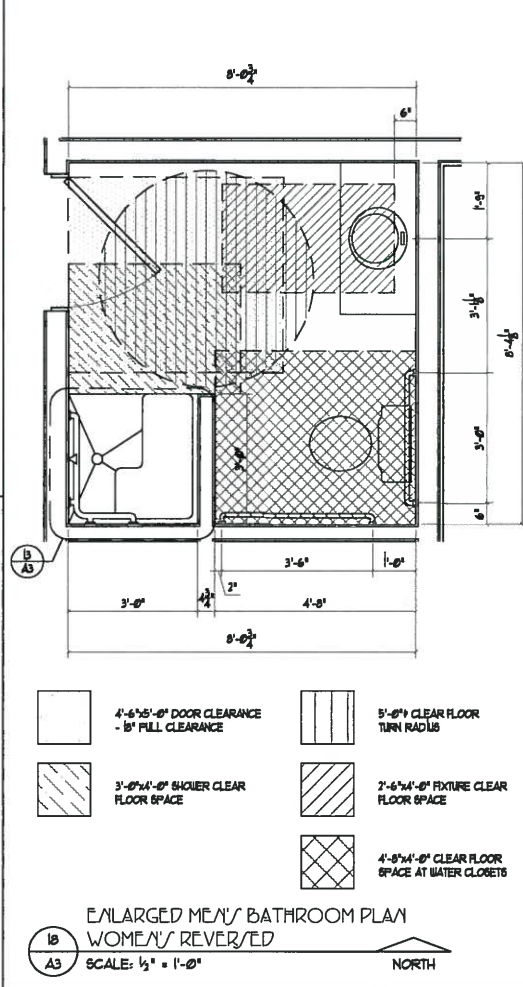 8'-0 3/4"
6"
1'-9"
3'-1 1/8"
8'-4 1/8"
3'-0"
3'-0"
6"
13
A3
2"
3'-6"
1'-0"
3'-0"
4 3/4"
4'-8"
8'-0 3/4"
4'-6"x5'-0" DOOR CLEARANCE
- 18" PULL CLEARANCE
5'-0"φ CLEAR FLOOR
TURN RADIUS
3'-0"x4'-0" SHOWER CLEAR
FLOOR SPACE
2'-6"x4'-0" FIXTURE CLEAR
FLOOR SPACE
4'-8"x4'-0" CLEAR FLOOR
SPACE AT WATER CLOSETS
ENLARGED MEN'S BATHROOM PLAN
WOMEN'S REVERSED
18
A3
SCALE: 1/2" = 1'-0"
NORTH